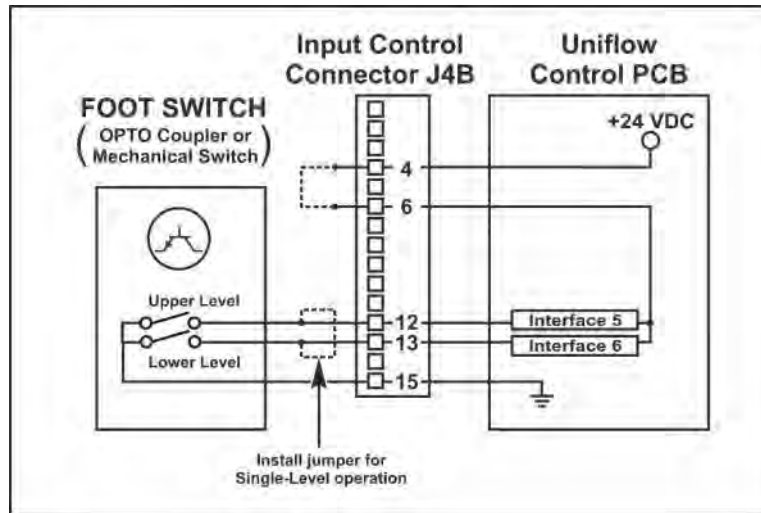 Input Control
Connector J4B
Uniflow
Control PCB
FOOT SWITCH
( OPTO Coupler or
Mechanical Switch )
+24 VDC
4
6
Upper Level
12
Interface 5
13
Interface 6
Lower Level
15
Install jumper for
Single-Level operation